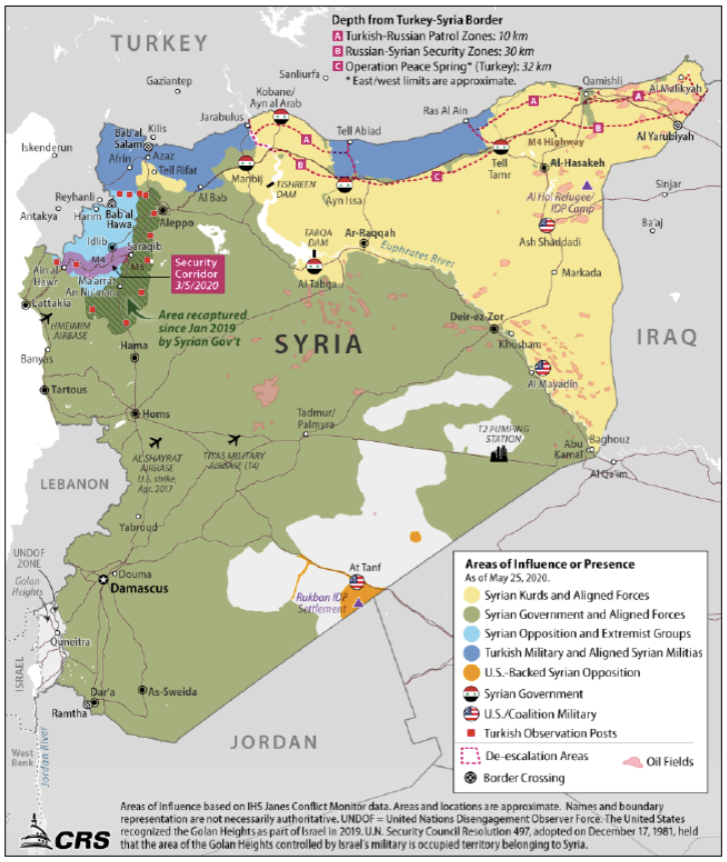 Depth from Turkey-Syria Border
A Turkish-Russian Patrol Zones: 10 km
B Russian-Syrian Security Zones: 30 km
C Operation Peace Spring* (Turkey): 32 km
* East/west limits are approximate.
TURKEY
Gaziantep
Sanliurfa
Kobane/
Ayn al Arab
Qamishli
Al Malikyah
Jarabulus
Ras Al Ain
A
A
A
B
B
C
Tell Abiad
Al Yarubiyah
Iskenderun
Bab al
Salam
Kilis
Afrin
Azaz
Tell Rifat
Manbij
TISHREEN
DAM
Ayn Issa
Tell
Tamr
M4 Highway
Al-Hasakeh
Sinjar
Reyhanli
Antakya
Harim
Bab al
Hawa
Al Bab
Aleppo
Al Hol Refugee/
IDP Camp
Ba'aj
Idlib
Saraqib
M4
M5
TABQA
DAM
Ar-Raqqah
Euphrates River
Ash Shaddadi
Ain al
Hawr
Ma'arrat
An Nu'man
Security
Corridor
3/5/2020
Al Tabqa
Markada
Lattakia
HMEIMIM
AIRBASE
Area recaptured
since Jan 2019
by Syrian Gov't
Deir-ez-Zor
Khusham
SYRIA
IRAQ
Banyas
Hama
Al Mayadin
Tartous
Homs
Tadmur/
Palmyra
T2 PUMPING
STATION
Abu
Kamal
Baghouz
Al Qa'im
AL SHAYRAT
AIRBASE
U.S. strike,
Apr. 2017
TIYAS MILITARY
AIRBASE (T4)
LEBANON
Yabroud
UNDOF
ZONE
Golan
Heights
Douma
Damascus
At Tanf
Rukban IDP
Settlement
Quneitra
ISRAEL
Dar'a
As-Sweida
Ramtha
West
Bank
Jordan River
JORDAN
Areas of Influence or Presence
As of May 25, 2020.
Syrian Kurds and Aligned Forces
Syrian Government and Aligned Forces
Syrian Opposition and Extremist Groups
Turkish Military and Aligned Syrian Militias
U.S.-Backed Syrian Opposition
Syrian Government
U.S./Coalition Military
Turkish Observation Posts
De-escalation Areas
Oil Fields
Border Crossing
CRS
Areas of Influence based on IHS Janes Conflict Monitor data. Areas and locations are approximate. Names and boundary
representation are not necessarily authoritative. UNDOF = United Nations Disengagement Observer Force. The United States
recognized the Golan Heights as part of Israel in 2019. U.N. Security Council Resolution 497, adopted on December 17, 1981, held
that the area of the Golan Heights controlled by Israel's military is occupied territory belonging to Syria.